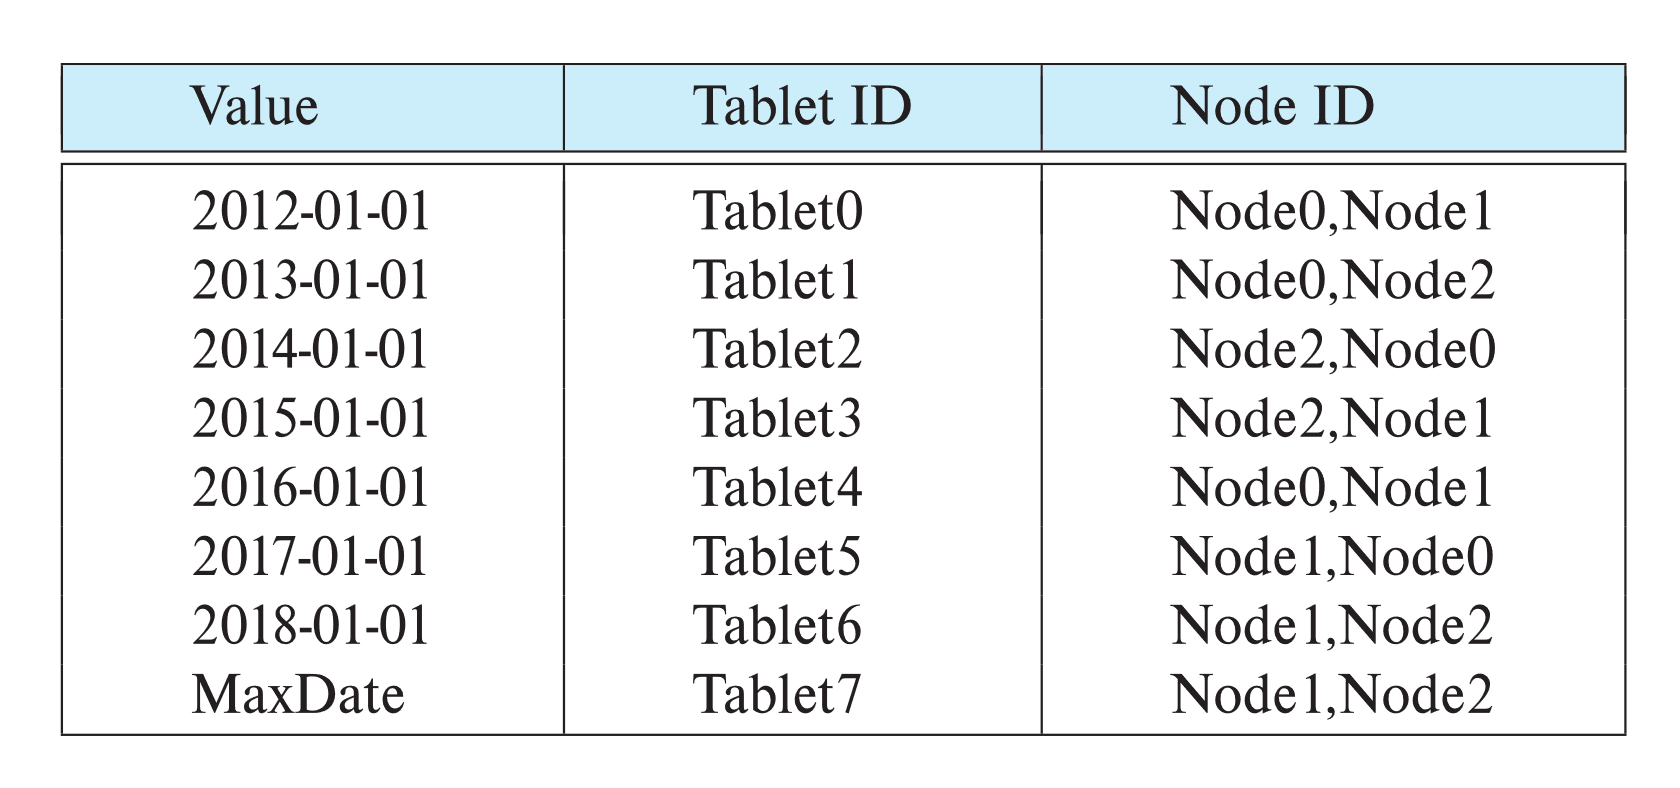 Value Tablet ID Node ID
2012-01-01 Tablet0 Node0,Node1
2013-01-01 Tablet1 Node0,Node2
2014-01-01 Tablet2 Node2,Node0
2015-01-01 Tablet3 Node2,Node1
2016-01-01 Tablet4 Node0,Node1
2017-01-01 Tablet5 Node1,Node0
2018-01-01 Tablet6 Node1,Node2
MaxDate Tablet7 Node1,Node2